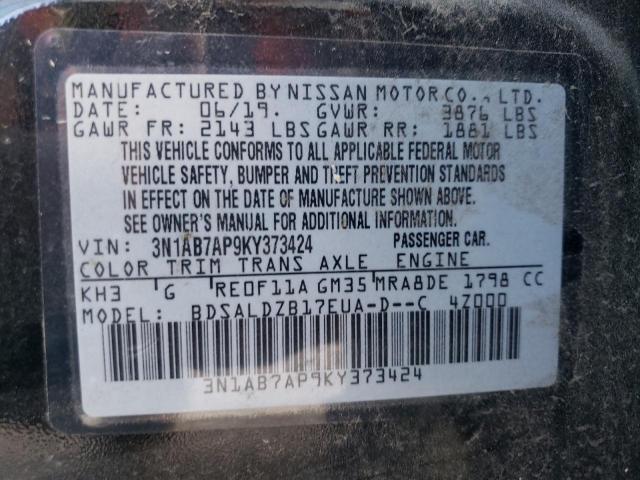 MANUFACTURED BY NISSAN MOTOR CO., LTD.
DATE: 06/19. GVWR: 3876 LBS
GAWR FR: 2143 LBS GAWR RR: 1881 LBS
THIS VEHICLE CONFORMS TO ALL APPLICABLE FEDERAL MOTOR
VEHICLE SAFETY, BUMPER AND THEFT PREVENTION STANDARDS
IN EFFECT ON THE DATE OF MANUFACTURE SHOWN ABOVE.
SEE OWNER'S MANUAL FOR ADDITIONAL INFORMATION.
VIN: 3N1AB7AP9KY373424 PASSENGER CAR.
COLOR TRIM TRANS AXLE ENGINE
KH3 G RE0F11A GM35 MRA8DE 1798 CC
MODEL: BDSALDZB17EUA-D--C 4Z000
3N1AB7AP9KY373424